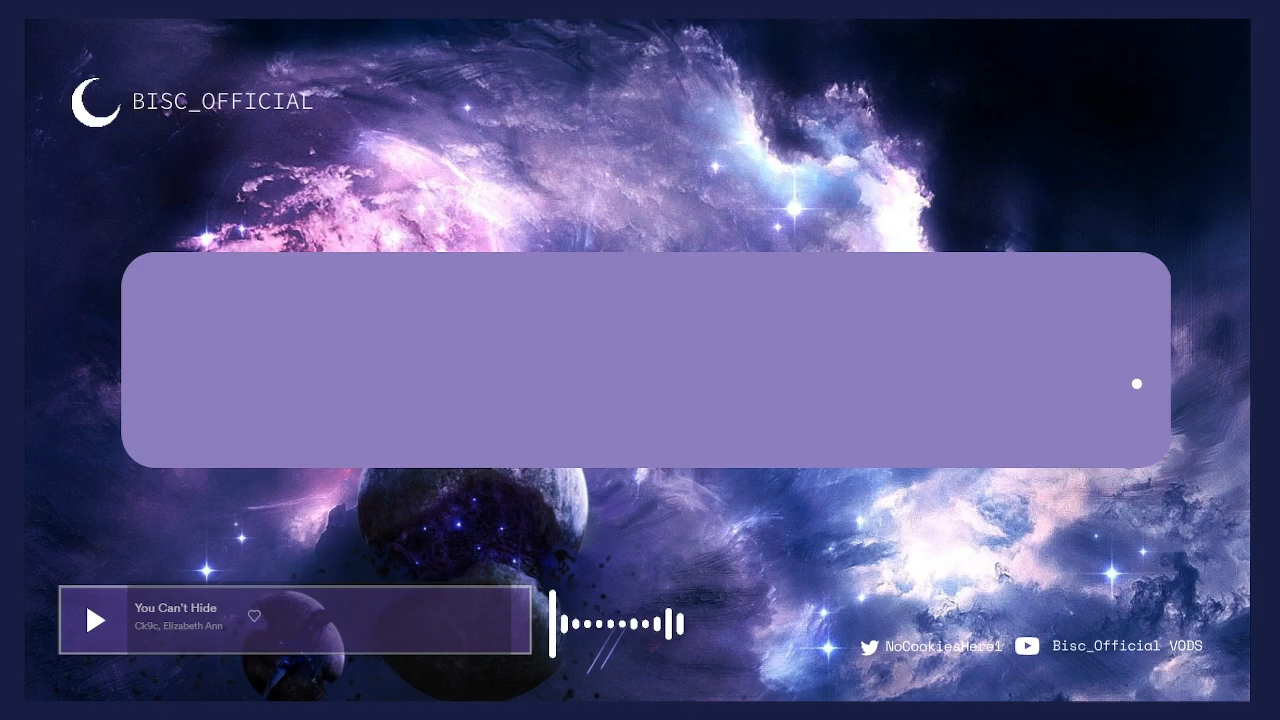 BISC_OFFICIAL
You Can't Hide
Ck9c, Elizabeth Ann
NoCookiesHere1
Bisc_Official VODS